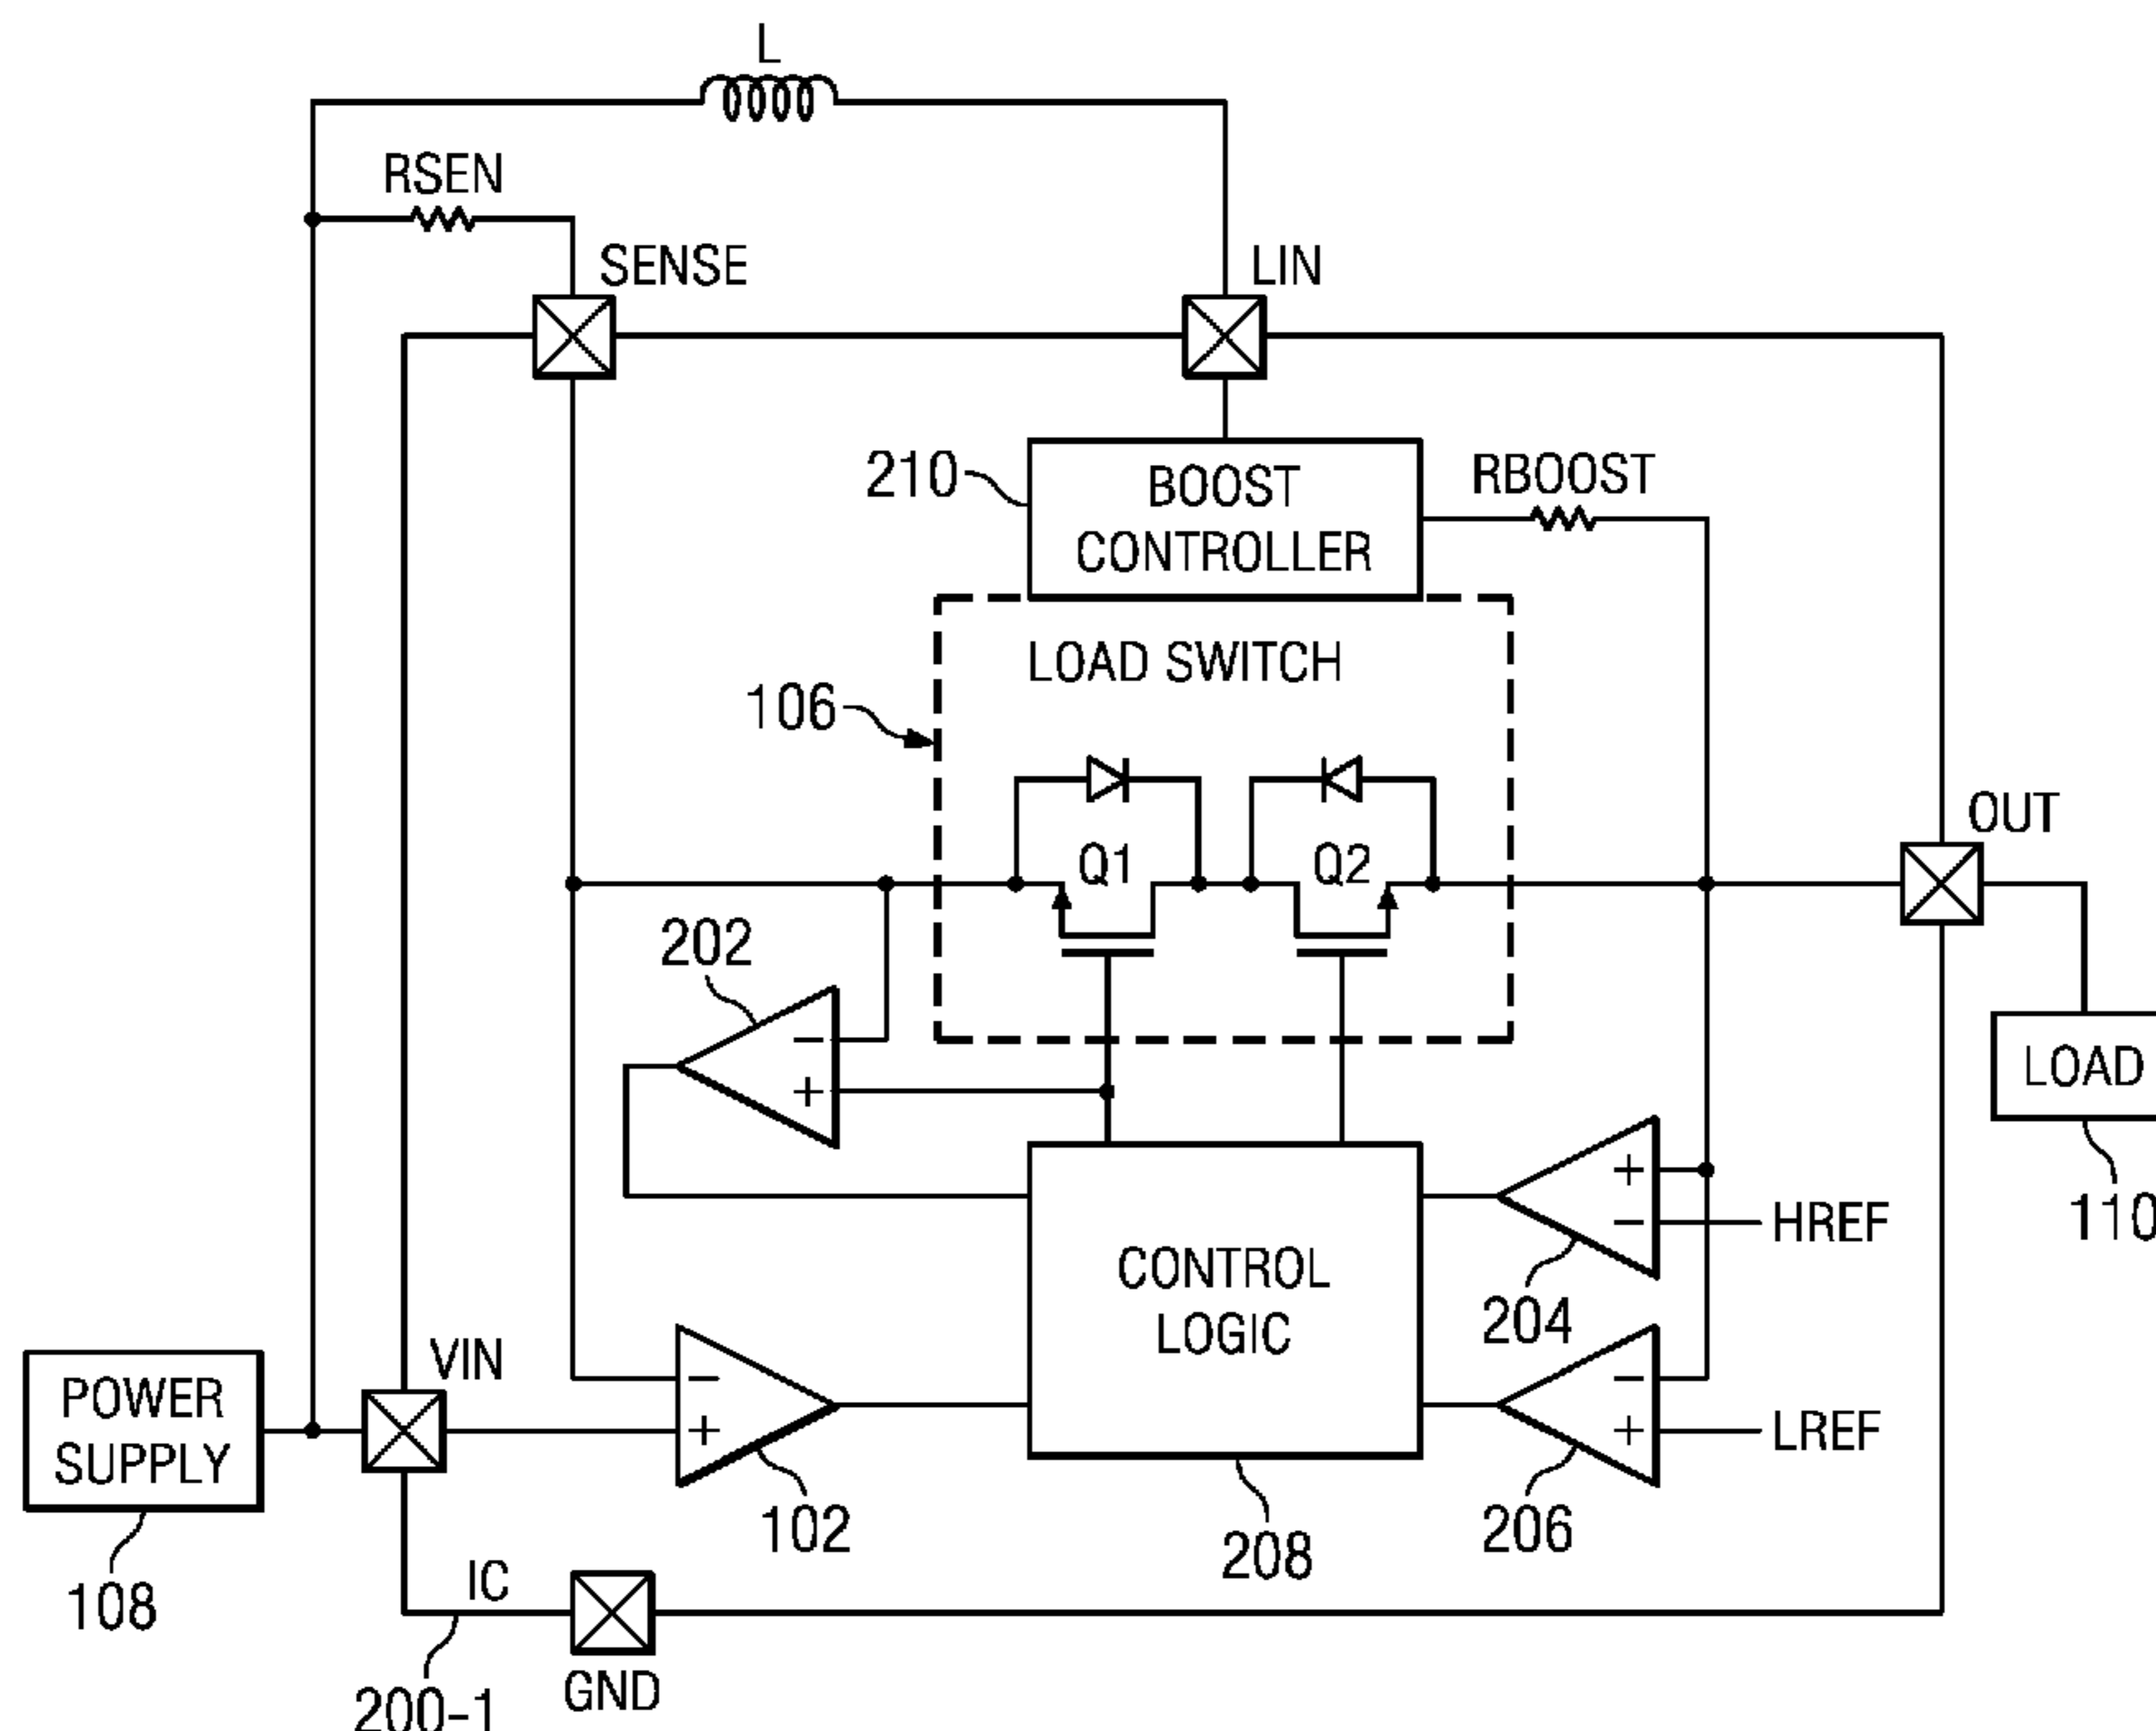 L
RSEN
SENSE
LIN
210
BOOST
CONTROLLER
RBOOST
LOAD SWITCH
106
Q1
Q2
OUT
202
−
+
LOAD
110
+
−
HREF
204
CONTROL
LOGIC
−
+
LREF
206
POWER
SUPPLY
VIN
−
+
102
208
108
IC
200-1
GND